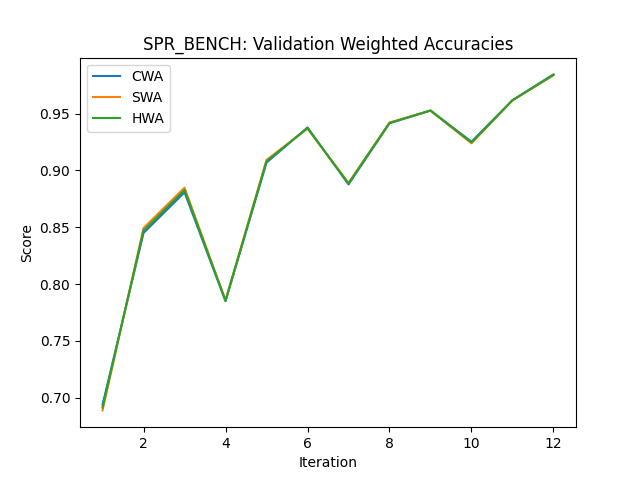 SPR_BENCH: Validation Weighted Accuracies
CWA
SWA
HWA
Score
0.95
0.90
0.85
0.80
0.75
0.70
2 4 6 8 10 12
Iteration